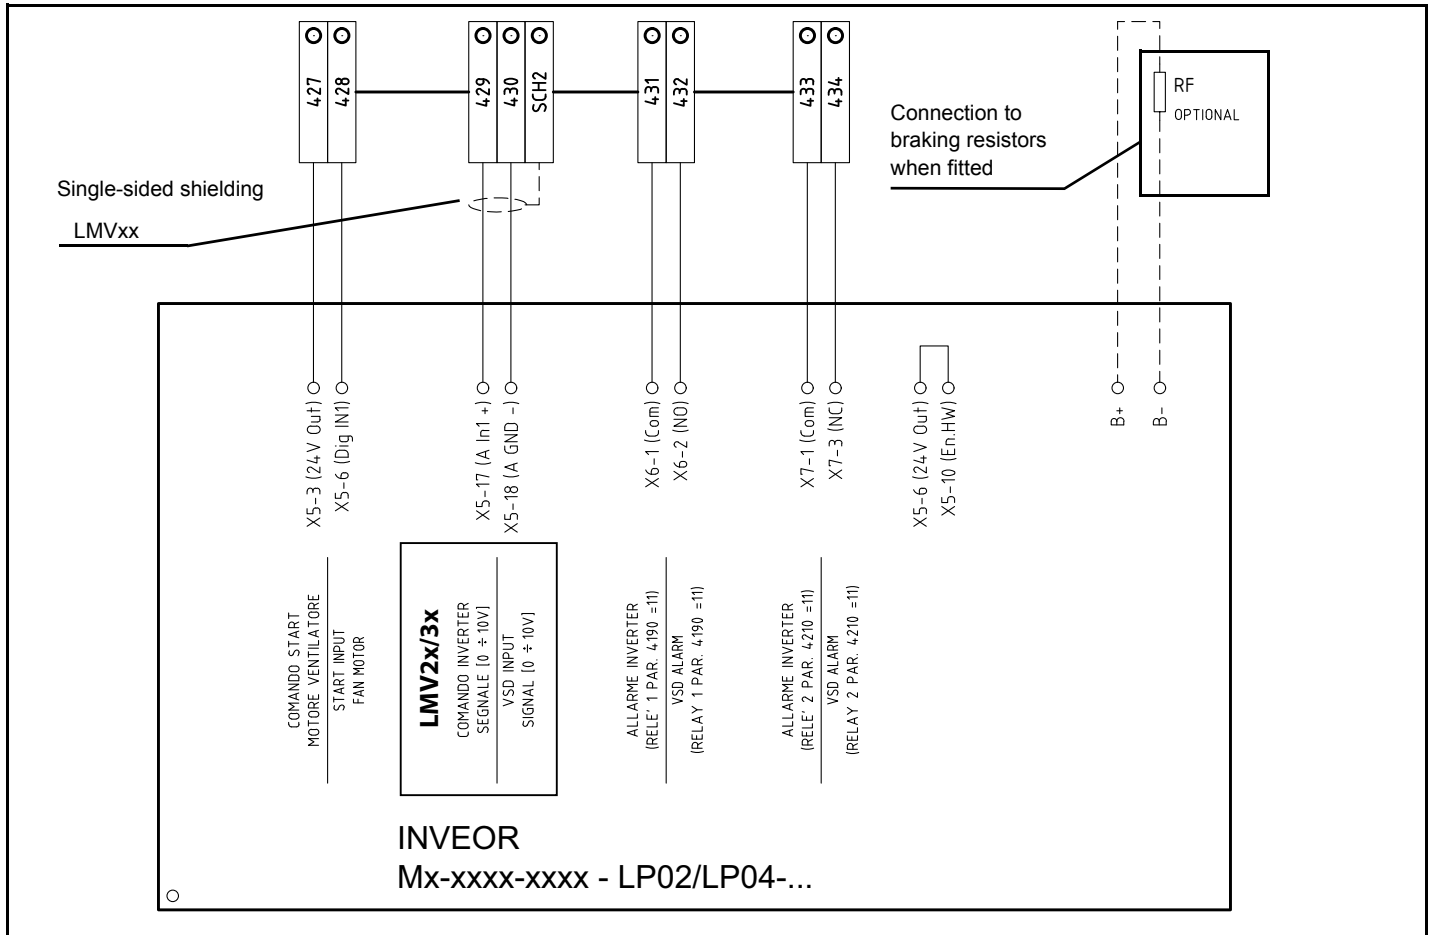 427
428
429
430
SCH2
431
432
433
434
RF
OPTIONAL
Connection to
braking resistors
when fitted
Single-sided shielding
LMVxx
X5-3 (24V Out)
X5-6 (Dig IN1)
X5-17 (A In1 +)
X5-18 (A GND -)
X6-1 (Com)
X6-2 (NO)
X7-1 (Com)
X7-3 (NC)
X5-6 (24V Out)
X5-10 (En.HW)
B+
B-
COMANDO START
MOTORE VENTILATORE
START INPUT
FAN MOTOR
LMV2x/3x
COMANDO INVERTER
SEGNALE [0 ÷ 10V]
VSD INPUT
SIGNAL [0 ÷ 10V]
ALLARME INVERTER
(RELE' 1 PAR. 4190 =11)
VSD ALARM
(RELAY 1 PAR. 4190 =11)
ALLARME INVERTER
(RELE' 2 PAR. 4210 =11)
VSD ALARM
(RELAY 2 PAR. 4210 =11)
INVEOR
Mx-xxxx-xxxx - LP02/LP04-...